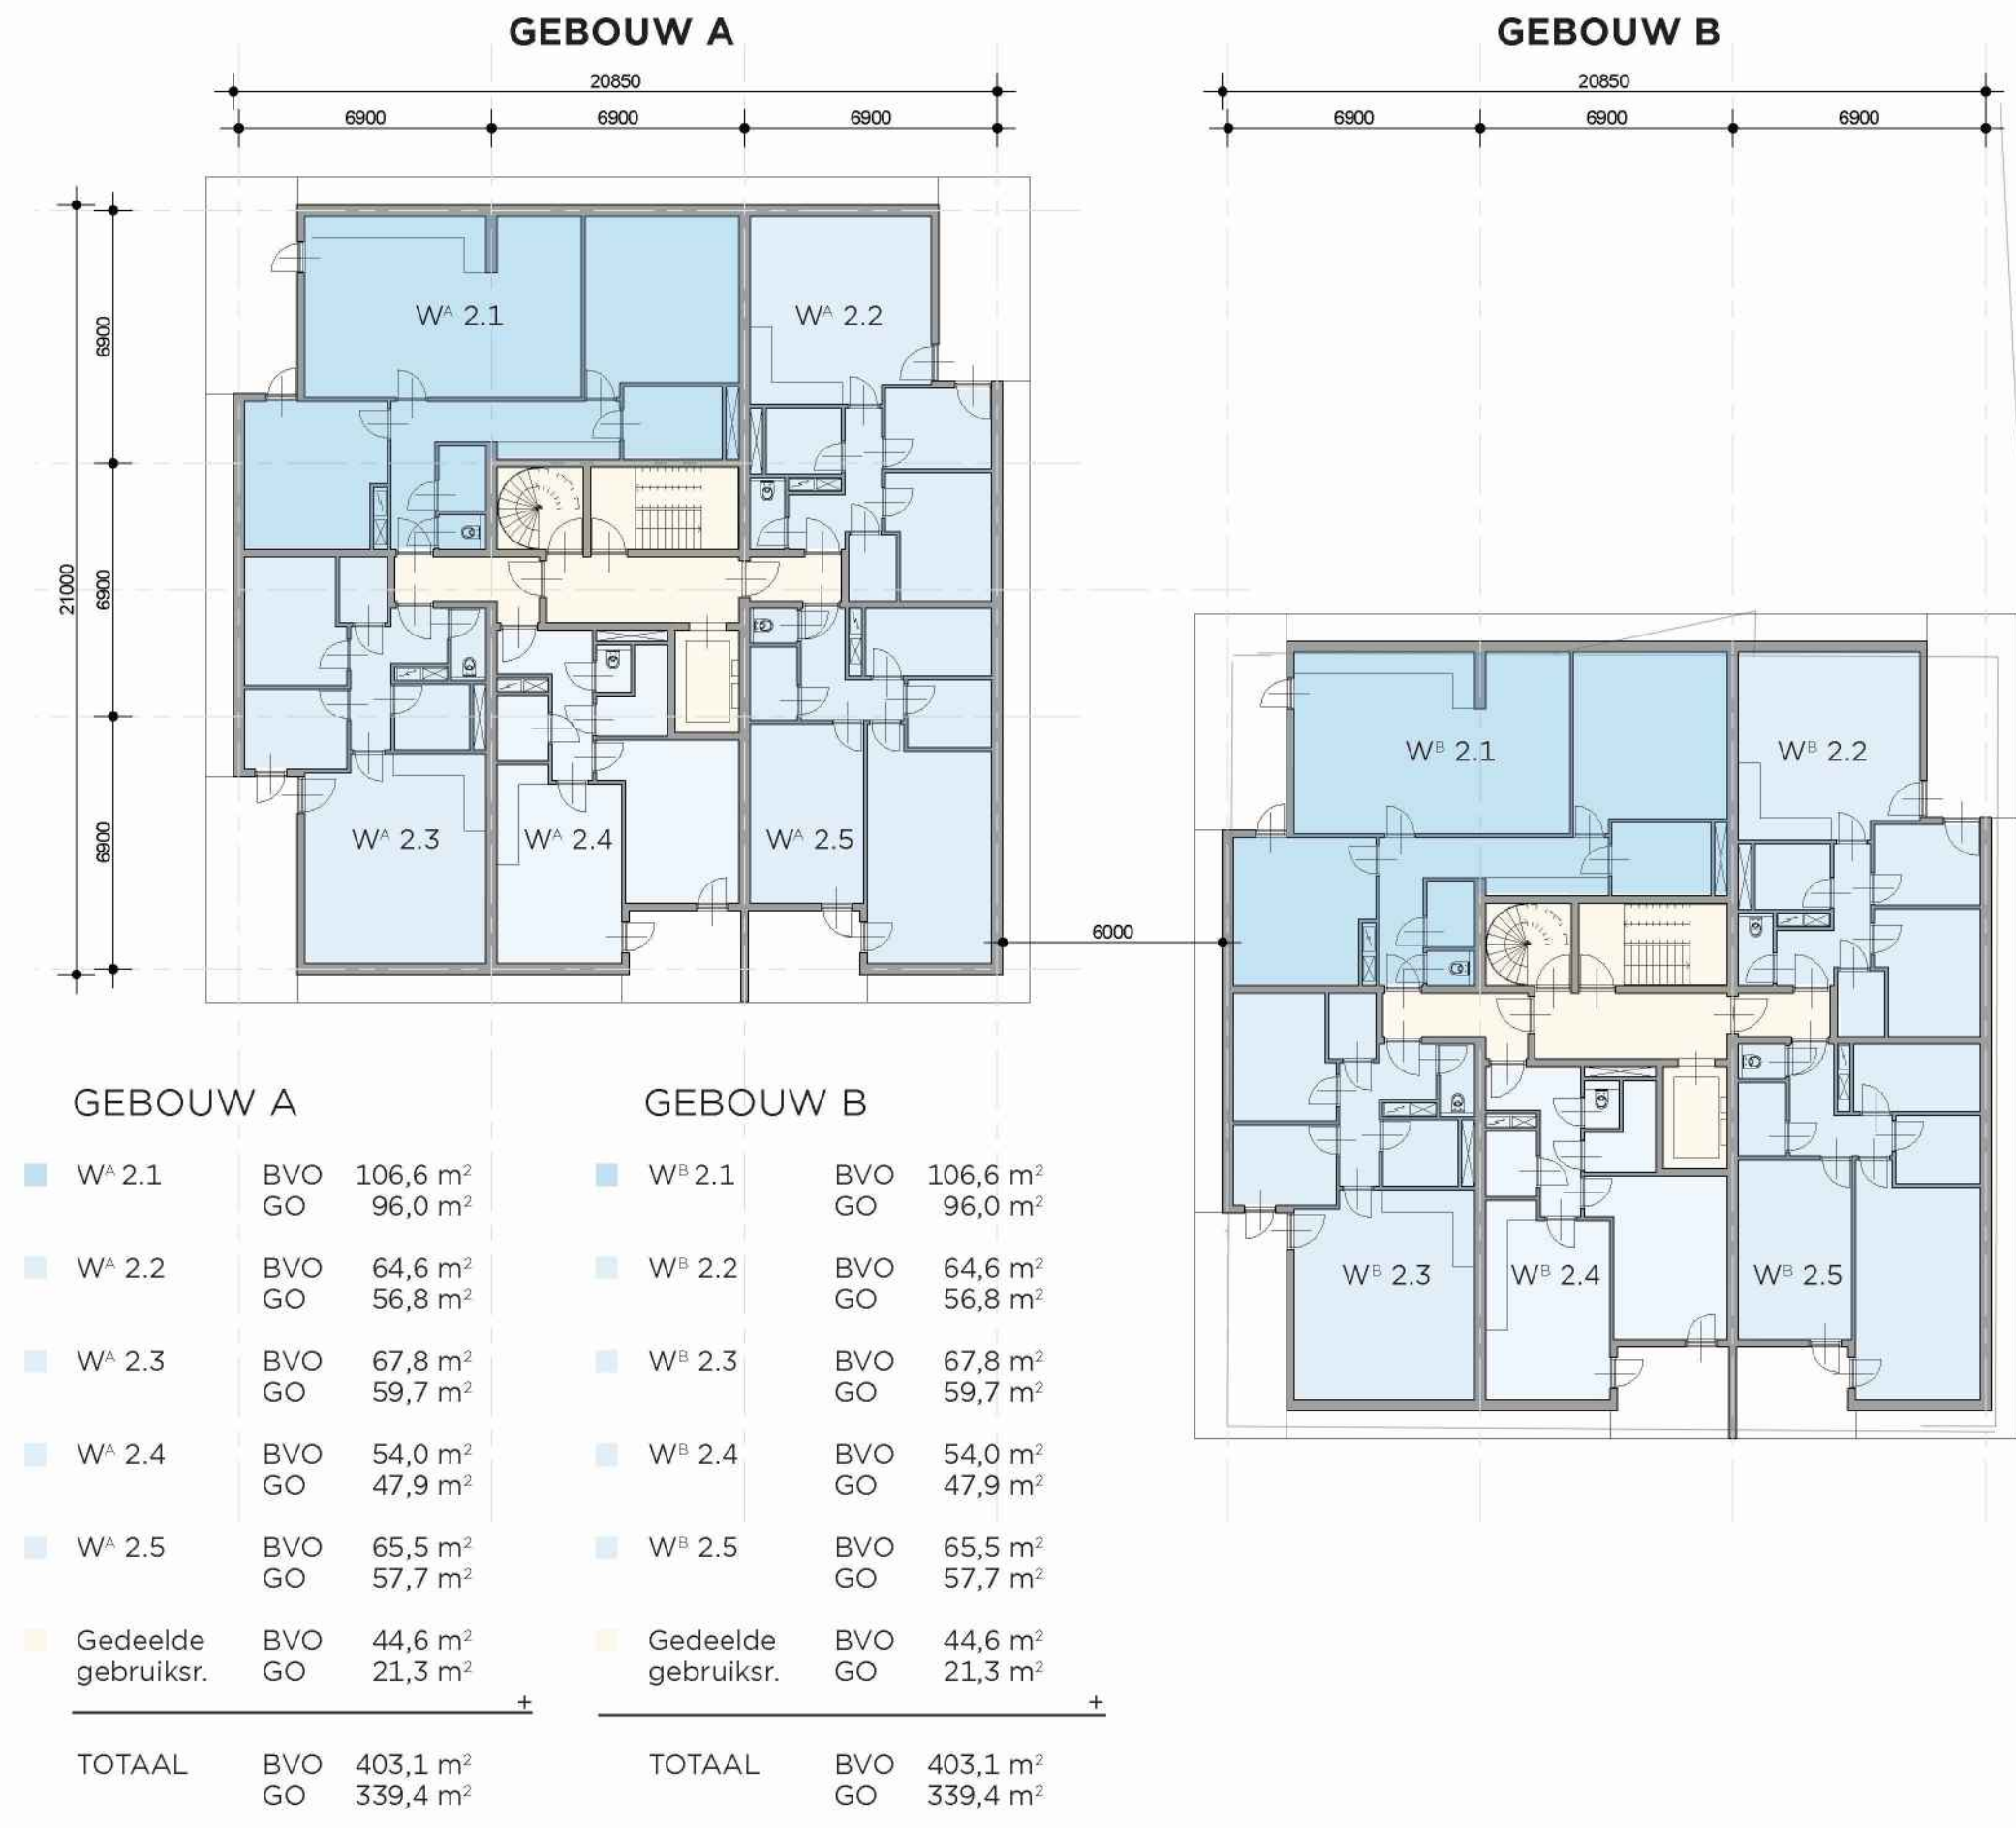 GEBOUW A
GEBOUW B
20850
20850
6900 6900 6900
6900 6900 6900
21000
6900
6900
6900
Wᴬ 2.1
Wᴬ 2.2
Wᴬ 2.3
Wᴬ 2.4
Wᴬ 2.5
6000
Wᴮ 2.1
Wᴮ 2.2
Wᴮ 2.3
Wᴮ 2.4
Wᴮ 2.5
GEBOUW A
Wᴬ 2.1 BVO 106,6 m²
GO 96,0 m²
Wᴬ 2.2 BVO 64,6 m²
GO 56,8 m²
Wᴬ 2.3 BVO 67,8 m²
GO 59,7 m²
Wᴬ 2.4 BVO 54,0 m²
GO 47,9 m²
Wᴬ 2.5 BVO 65,5 m²
GO 57,7 m²
Gedeelde BVO 44,6 m²
gebruiksr. GO 21,3 m²
+
TOTAAL BVO 403,1 m²
GO 339,4 m²
GEBOUW B
Wᴮ 2.1 BVO 106,6 m²
GO 96,0 m²
Wᴮ 2.2 BVO 64,6 m²
GO 56,8 m²
Wᴮ 2.3 BVO 67,8 m²
GO 59,7 m²
Wᴮ 2.4 BVO 54,0 m²
GO 47,9 m²
Wᴮ 2.5 BVO 65,5 m²
GO 57,7 m²
Gedeelde BVO 44,6 m²
gebruiksr. GO 21,3 m²
+
TOTAAL BVO 403,1 m²
GO 339,4 m²